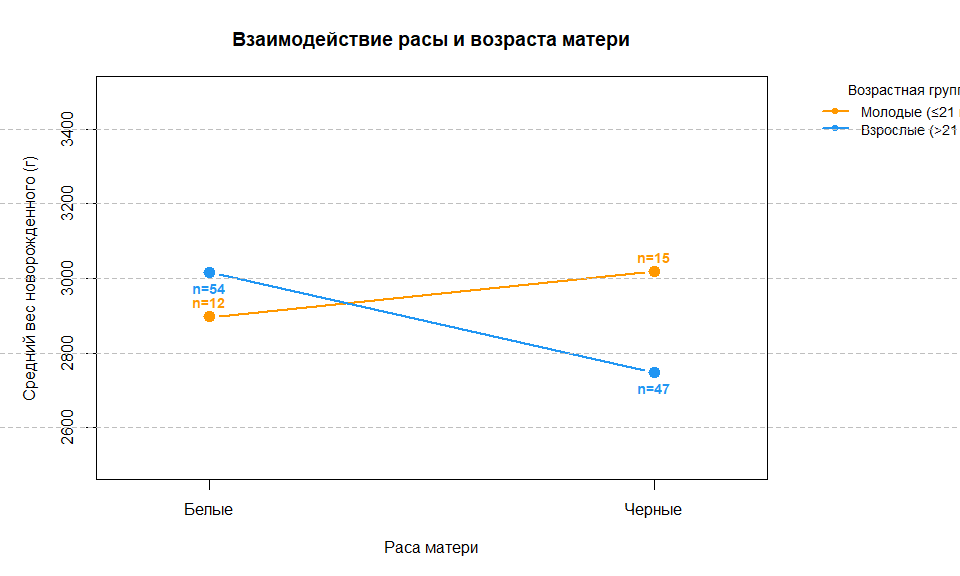 Взаимодействие расы и возраста матери
Возрастная групп
Молодые (≤21
Взрослые (>21
Средний вес новорожденного (г)
3400
3200
3000
2800
2600
n=54
n=12
n=15
n=47
Белые
Черные
Раса матери